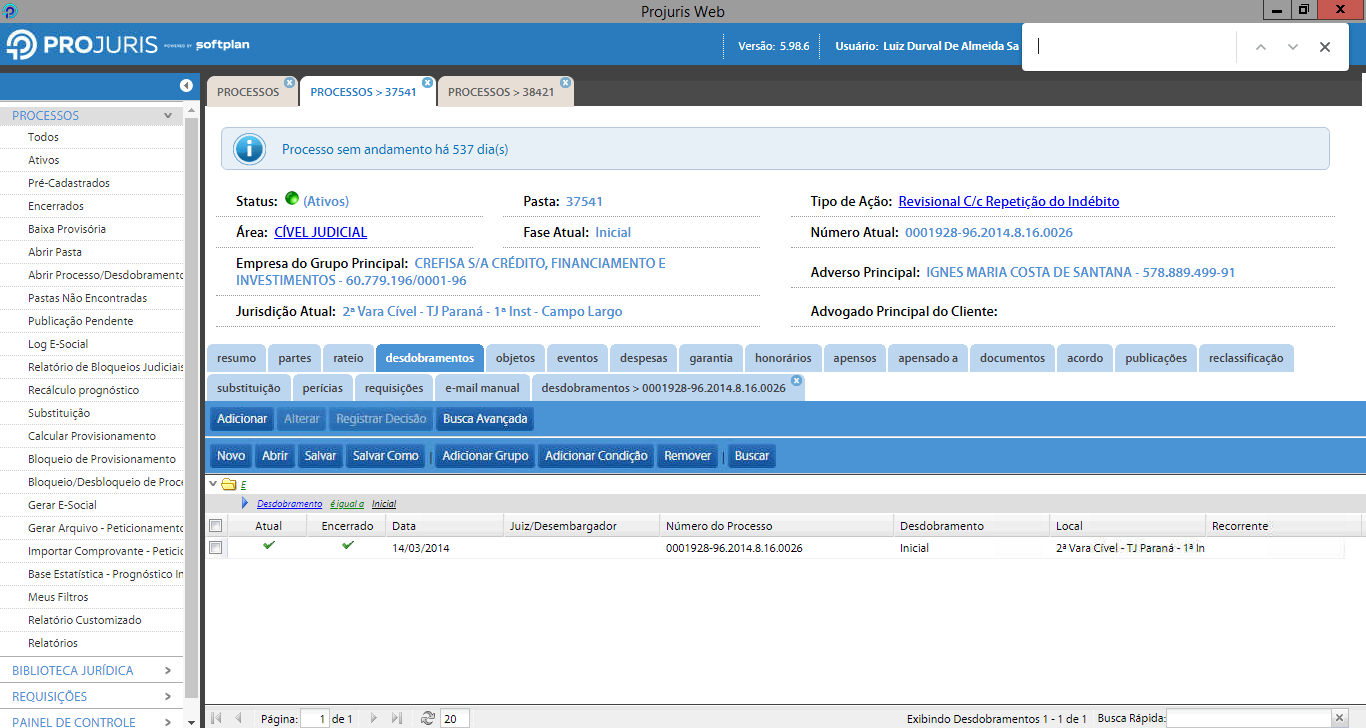 Projuris Web
PROJURIS POWERED BY softplan
Versão: 5.98.6
Usuário: Luiz Durval De Almeida Sa
PROCESSOS
PROCESSOS > 37541
PROCESSOS > 38421
PROCESSOS
Todos
Ativos
Pré-Cadastrados
Encerrados
Baixa Provisória
Abrir Pasta
Abrir Processo/Desdobramento
Pastas Não Encontradas
Publicação Pendente
Log E-Social
Relatório de Bloqueios Judiciais
Recálculo prognóstico
Substituição
Calcular Provisionamento
Bloqueio de Provisionamento
Bloqueio/Desbloqueio de Proce
Gerar E-Social
Gerar Arquivo - Peticionamento
Importar Comprovante - Peticio
Base Estatística - Prognóstico In
Meus Filtros
Relatório Customizado
Relatórios
BIBLIOTECA JURÍDICA
REQUISIÇÕES
PAINEL DE CONTROLE
Processo sem andamento há 537 dia(s)
Status: (Ativos)
Pasta: 37541
Tipo de Ação: Revisional C/c Repetição do Indébito
Área: CÍVEL JUDICIAL
Fase Atual: Inicial
Número Atual: 0001928-96.2014.8.16.0026
Empresa do Grupo Principal: CREFISA S/A CRÉDITO, FINANCIAMENTO E
INVESTIMENTOS - 60.779.196/0001-96
Adverso Principal: IGNES MARIA COSTA DE SANTANA - 578.889.499-91
Jurisdição Atual: 2ª Vara Cível - TJ Paraná - 1ª Inst - Campo Largo
Advogado Principal do Cliente:
resumo partes rateio desdobramentos objetos eventos despesas garantia honorários apensos apensado a documentos acordo publicações reclassificação
substituição perícias requisições e-mail manual desdobramentos > 0001928-96.2014.8.16.0026
Adicionar Alterar Registrar Decisão Busca Avançada
Novo Abrir Salvar Salvar Como | Adicionar Grupo Adicionar Condição Remover | Buscar
E
Desdobramento é igual a Inicial
Atual Encerrado Data Juiz/Desembargador Número do Processo Desdobramento Local Recorrente
14/03/2014 0001928-96.2014.8.16.0026 Inicial 2ª Vara Cível - TJ Paraná - 1ª In
Página: 1 de 1 20 Exibindo Desdobramentos 1 - 1 de 1 Busca Rápida: